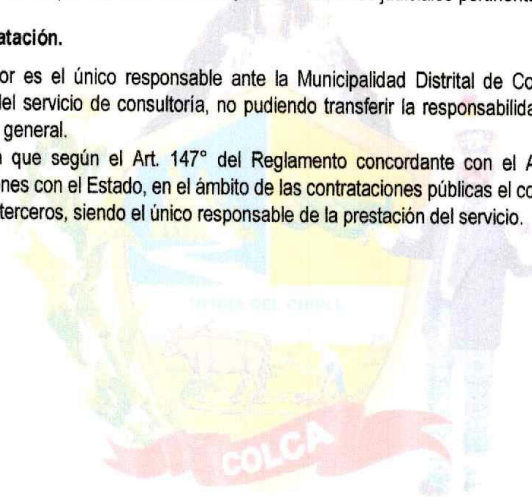 atación.
or es el único responsable ante la Municipalidad Distrital de Co
del servicio de consultoría, no pudiendo transferir la responsabilida
general.
que según el Art. 147° del Reglamento concordante con el A
nes con el Estado, en el ámbito de las contrataciones públicas el co
terceros, siendo el único responsable de la prestación del servicio.
COLCA